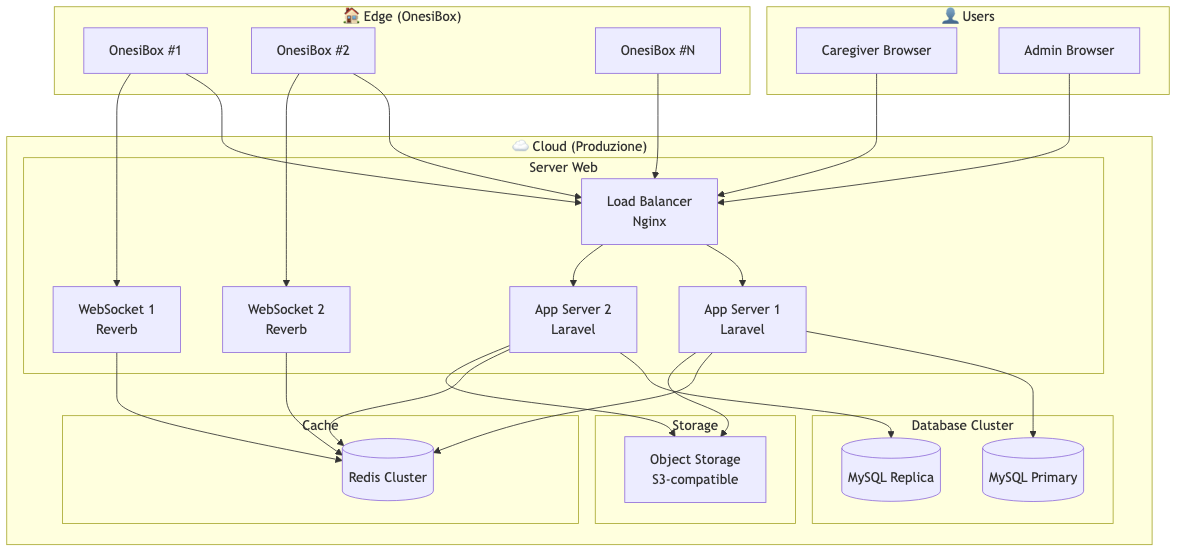 🏠 Edge (OnesiBox)
👤 Users
OnesiBox #1
OnesiBox #2
OnesiBox #N
Caregiver Browser
Admin Browser
☁️ Cloud (Produzione)
Server Web
Load Balancer
Nginx
WebSocket 1
Reverb
WebSocket 2
Reverb
App Server 2
Laravel
App Server 1
Laravel
Cache
Storage
Database Cluster
Redis Cluster
Object Storage
S3-compatible
MySQL Replica
MySQL Primary